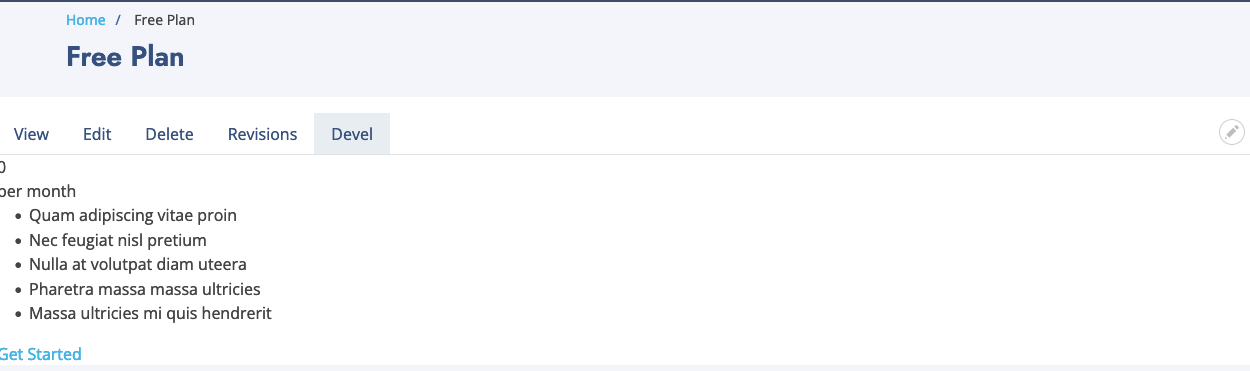 Home / Free Plan
Free Plan
View Edit Delete Revisions Devel
0
per month
Quam adipiscing vitae proin
Nec feugiat nisl pretium
Nulla at volutpat diam uteera
Pharetra massa massa ultricies
Massa ultricies mi quis hendrerit
Get Started